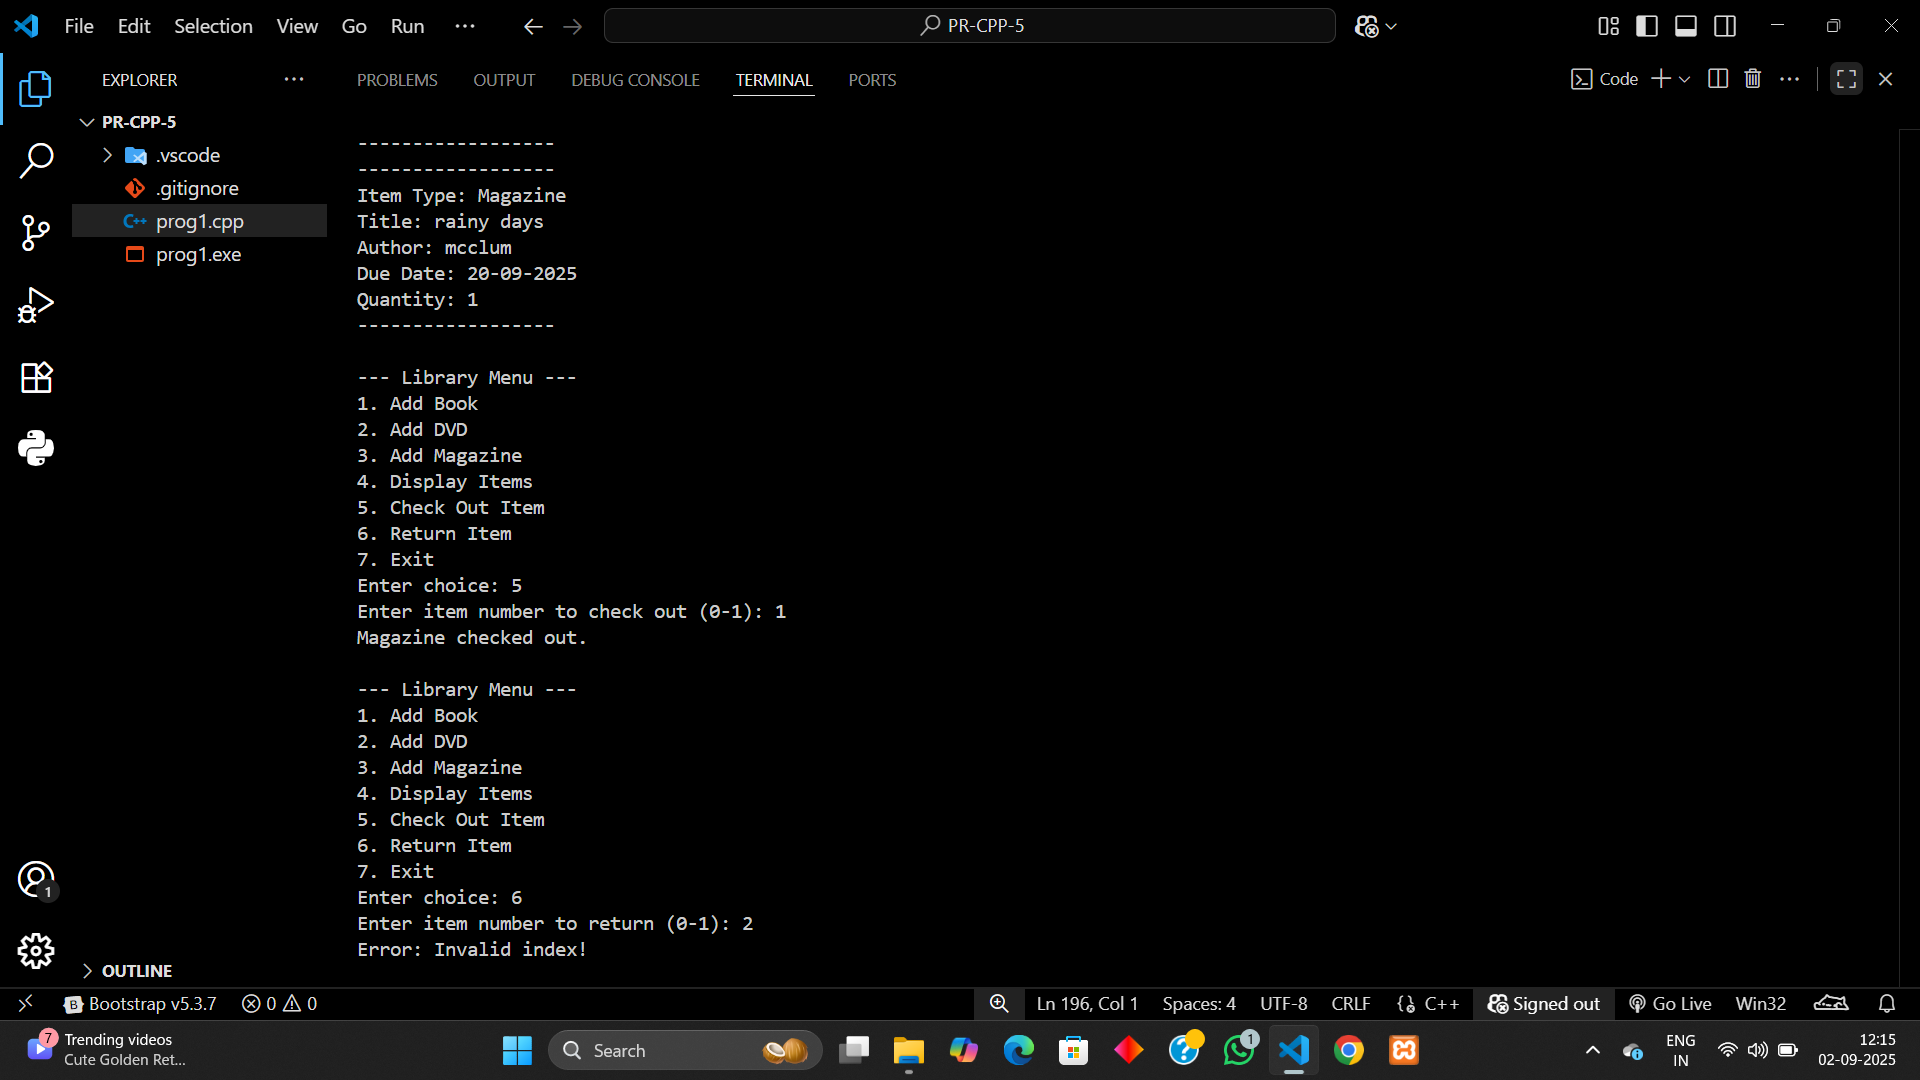 File Edit Selection View Go Run ··· PR-CPP-5
EXPLORER ···
PROBLEMS OUTPUT DEBUG CONSOLE TERMINAL PORTS Code
PR-CPP-5
.vscode
.gitignore
C++ prog1.cpp
prog1.exe
------------------
------------------
Item Type: Magazine
Title: rainy days
Author: mcclum
Due Date: 20-09-2025
Quantity: 1
------------------
--- Library Menu ---
1. Add Book
2. Add DVD
3. Add Magazine
4. Display Items
5. Check Out Item
6. Return Item
7. Exit
Enter choice: 5
Enter item number to check out (0-1): 1
Magazine checked out.
--- Library Menu ---
1. Add Book
2. Add DVD
3. Add Magazine
4. Display Items
5. Check Out Item
6. Return Item
7. Exit
Enter choice: 6
Enter item number to return (0-1): 2
Error: Invalid index!
1
OUTLINE
B Bootstrap v5.3.7 0 0 Ln 196, Col 1 Spaces: 4 UTF-8 CRLF {} C++ Signed out Go Live Win32
7 Trending videos
Cute Golden Ret...
Search
1
ENG
IN
12:15
02-09-2025